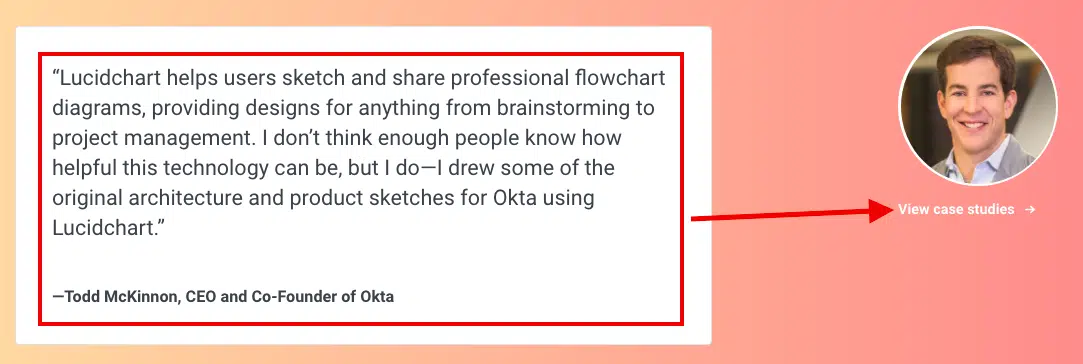 “Lucidchart helps users sketch and share professional flowchart
diagrams, providing designs for anything from brainstorming to
project management. I don’t think enough people know how
helpful this technology can be, but I do—I drew some of the
original architecture and product sketches for Okta using
Lucidchart.”
—Todd McKinnon, CEO and Co-Founder of Okta
View case studies →